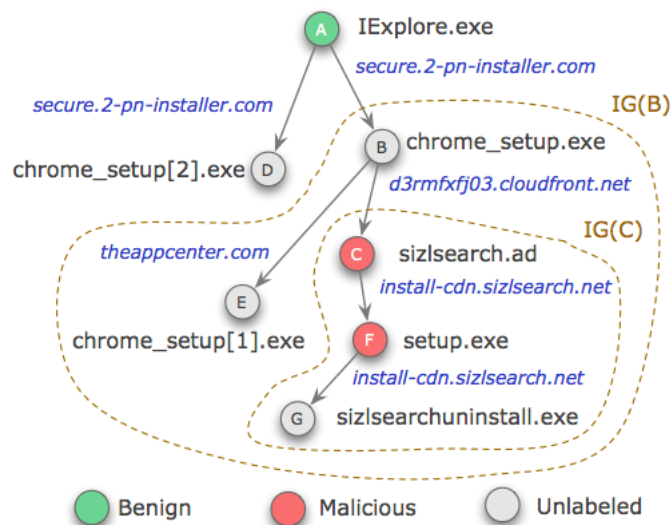 A IExplore.exe
secure.2-pn-installer.com
IG(B)
secure.2-pn-installer.com
B chrome_setup.exe
chrome_setup[2].exe D
d3rmfxfj03.cloudfront.net
IG(C)
theappcenter.com
C sizlsearch.ad
install-cdn.sizlsearch.net
E
chrome_setup[1].exe
F setup.exe
install-cdn.sizlsearch.net
G sizlsearchuninstall.exe
Benign Malicious Unlabeled